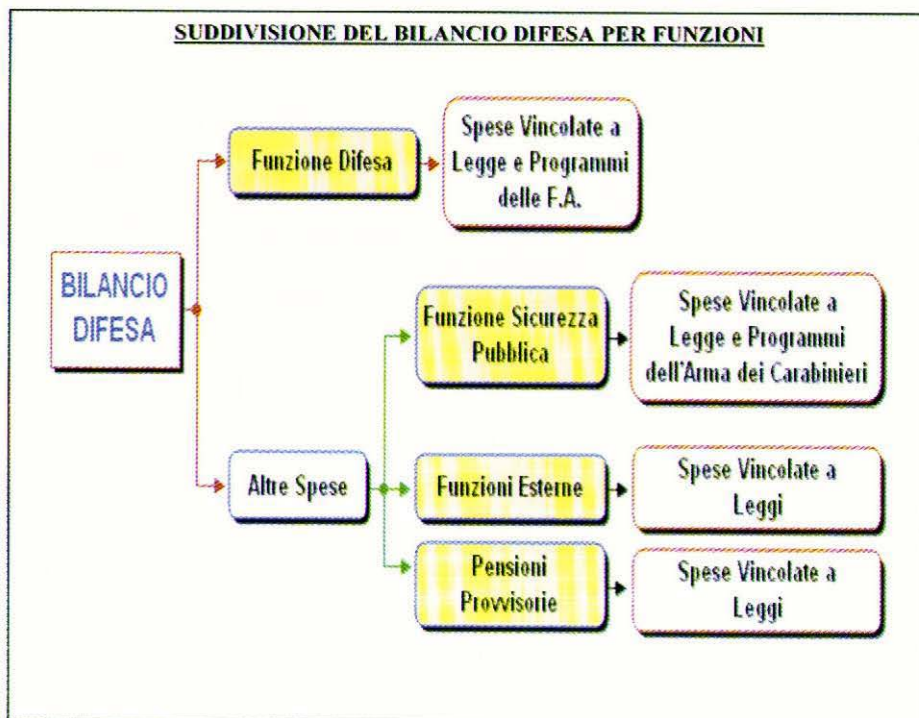 SUDDIVISIONE DEL BILANCIO DIFESA PER FUNZIONI
Funzione Difesa
Spese Vincolate a
Legge e Programmi
delle F.A.
BILANCIO
DIFESA
Funzione Sicurezza
Pubblica
Spese Vincolate a
Legge e Programmi
dell'Arma dei Carabinieri
Altre Spese
Funzioni Esterne
Spese Vincolate a
Leggi
Pensioni
Provvisorie
Spese Vincolate a
Leggi